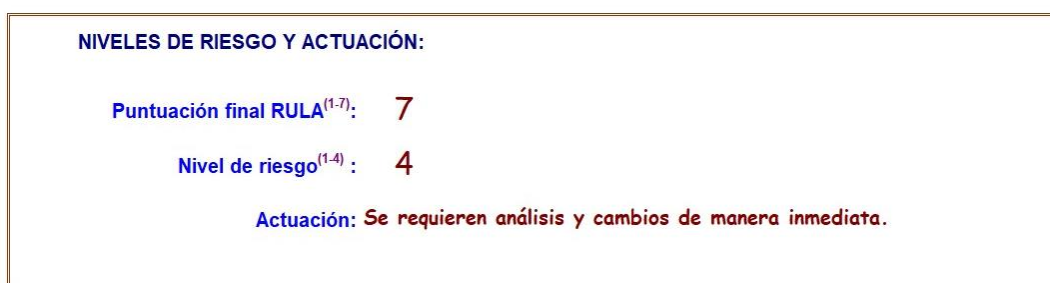 NIVELES DE RIESGO Y ACTUACIÓN:
Puntuación final RULA(1-7): 7
Nivel de riesgo(1-4) : 4
Actuación: Se requieren análisis y cambios de manera inmediata.